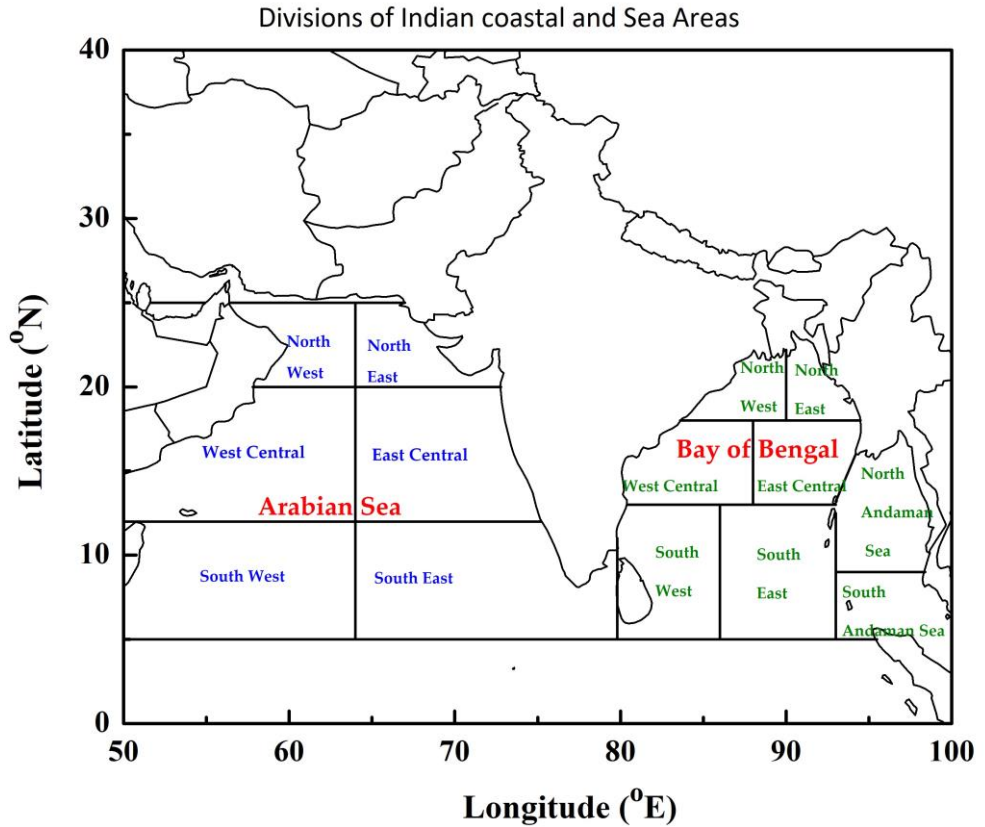 Divisions of Indian coastal and Sea Areas
40
30
20
10
0
Latitude (°N)
North
West
North
East
West Central
East Central
Arabian Sea
South West
South East
North
West
North
East
Bay of Bengal
West Central
East Central
North
Andaman
Sea
South
West
South
East
South
Andaman Sea
50 60 70 80 90 100
Longitude (°E)